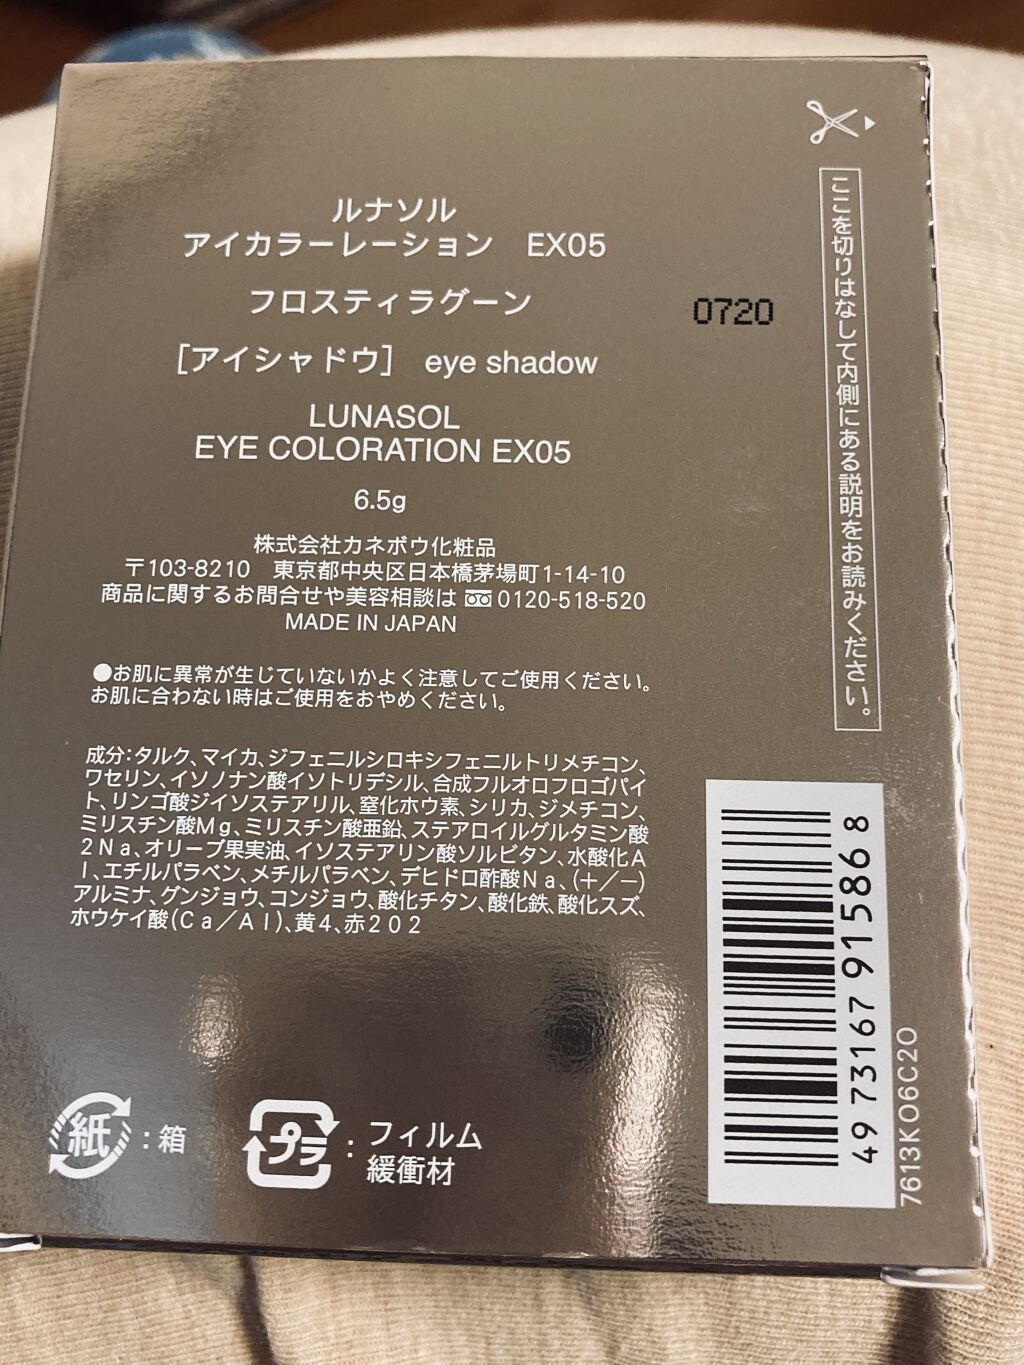 ルナソル
アイカラーレーション　EX05
フロスティラグーン
[アイシャドウ]　eye shadow
LUNASOL
EYE COLORATION EX05
6.5g
株式会社カネボウ化粧品
〒103-8210　東京都中央区日本橋茅場町1-14-10
商品に関するお問合せや美容相談は 0120-518-520
MADE IN JAPAN
●お肌に異常が生じていないかよく注意してご使用ください。
お肌に合わない時はご使用をおやめください。
成分:タルク、マイカ、ジフェニルシロキシフェニルトリメチコン、
ワセリン、イソノナン酸イソトリデシル、合成フルオロフロゴパイ
ト、リンゴ酸ジイソステアリル、窒化ホウ素、シリカ、ジメチコン、
ミリスチン酸Mg、ミリスチン酸亜鉛、ステアロイルグルタミン酸
2Na、オリーブ果実油、イソステアリン酸ソルビタン、水酸化A
l、エチルパラベン、メチルパラベン、デヒドロ酢酸Na、(+/-)
アルミナ、グンジョウ、コンジョウ、酸化チタン、酸化鉄、酸化スズ、
ホウケイ酸(Ca/Al)、黄4、赤202
紙:箱
プラ:フィルム
緩衝材
0720
ここを切りはなして内側にある説明をお読みください。
49 73167 91586 8
7613KO6C2O